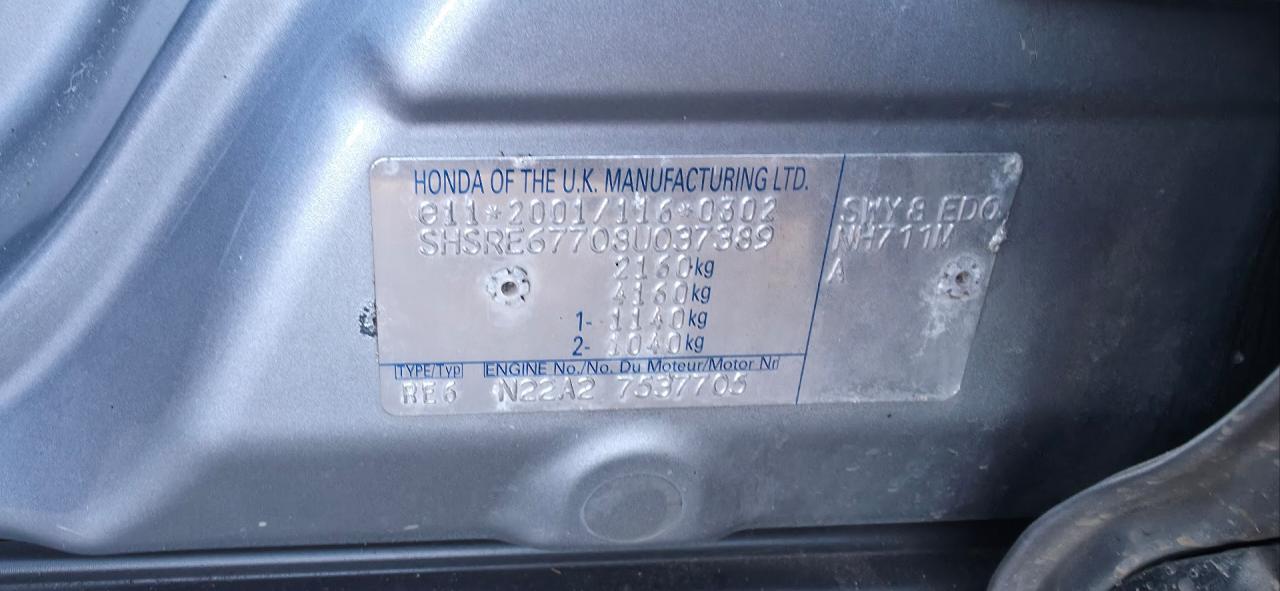 HONDA OF THE U.K. MANUFACTURING LTD.
e11*2001/116*0302
SHSRE67708U037389
2160kg
4160kg
1- 1140kg
2- 1040kg
TYPE/Typ ENGINE No./No. Du Moteur/Motor Nr
RE6 N22A2 7537705
SWY8 ED6
NH711M
A